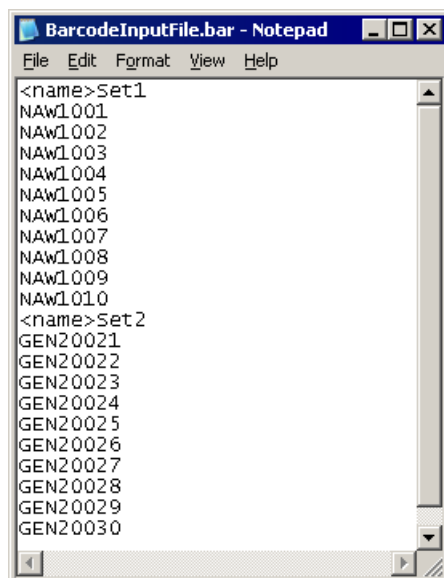 BarcodeInputFile.bar - Notepad
File Edit Format View Help
<name>Set1
NAW1001
NAW1002
NAW1003
NAW1004
NAW1005
NAW1006
NAW1007
NAW1008
NAW1009
NAW1010
<name>Set2
GEN20021
GEN20022
GEN20023
GEN20024
GEN20025
GEN20026
GEN20027
GEN20028
GEN20029
GEN20030